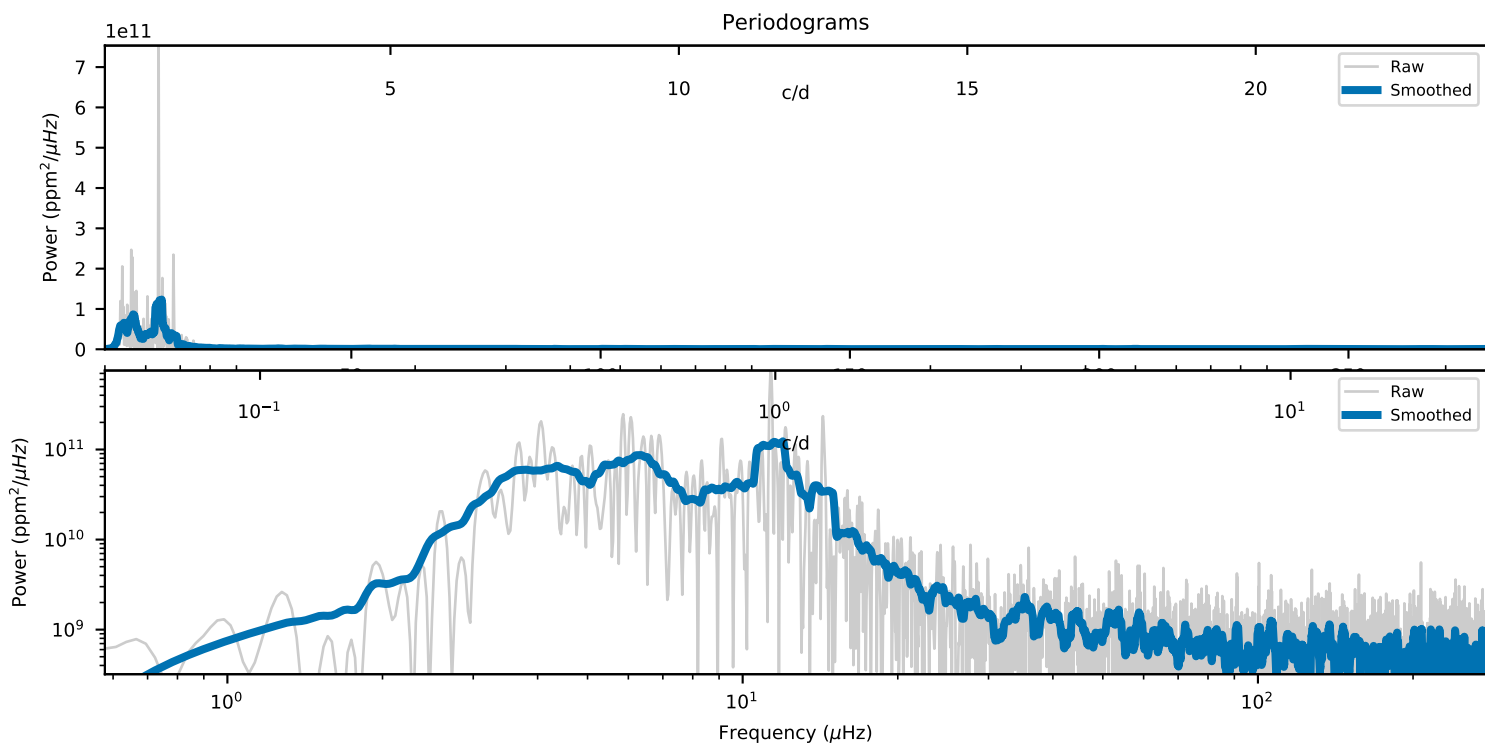 Periodograms
1e11
Power (ppm²/μHz)
7
6
5
4
3
2
1
0
5
10
15
20
c/d
Raw
Smoothed
Power (ppm²/μHz)
10¹¹
10¹⁰
10⁹
10⁻¹
10⁰
10¹
c/d
Raw
Smoothed
10⁰
10¹
10²
Frequency (μHz)